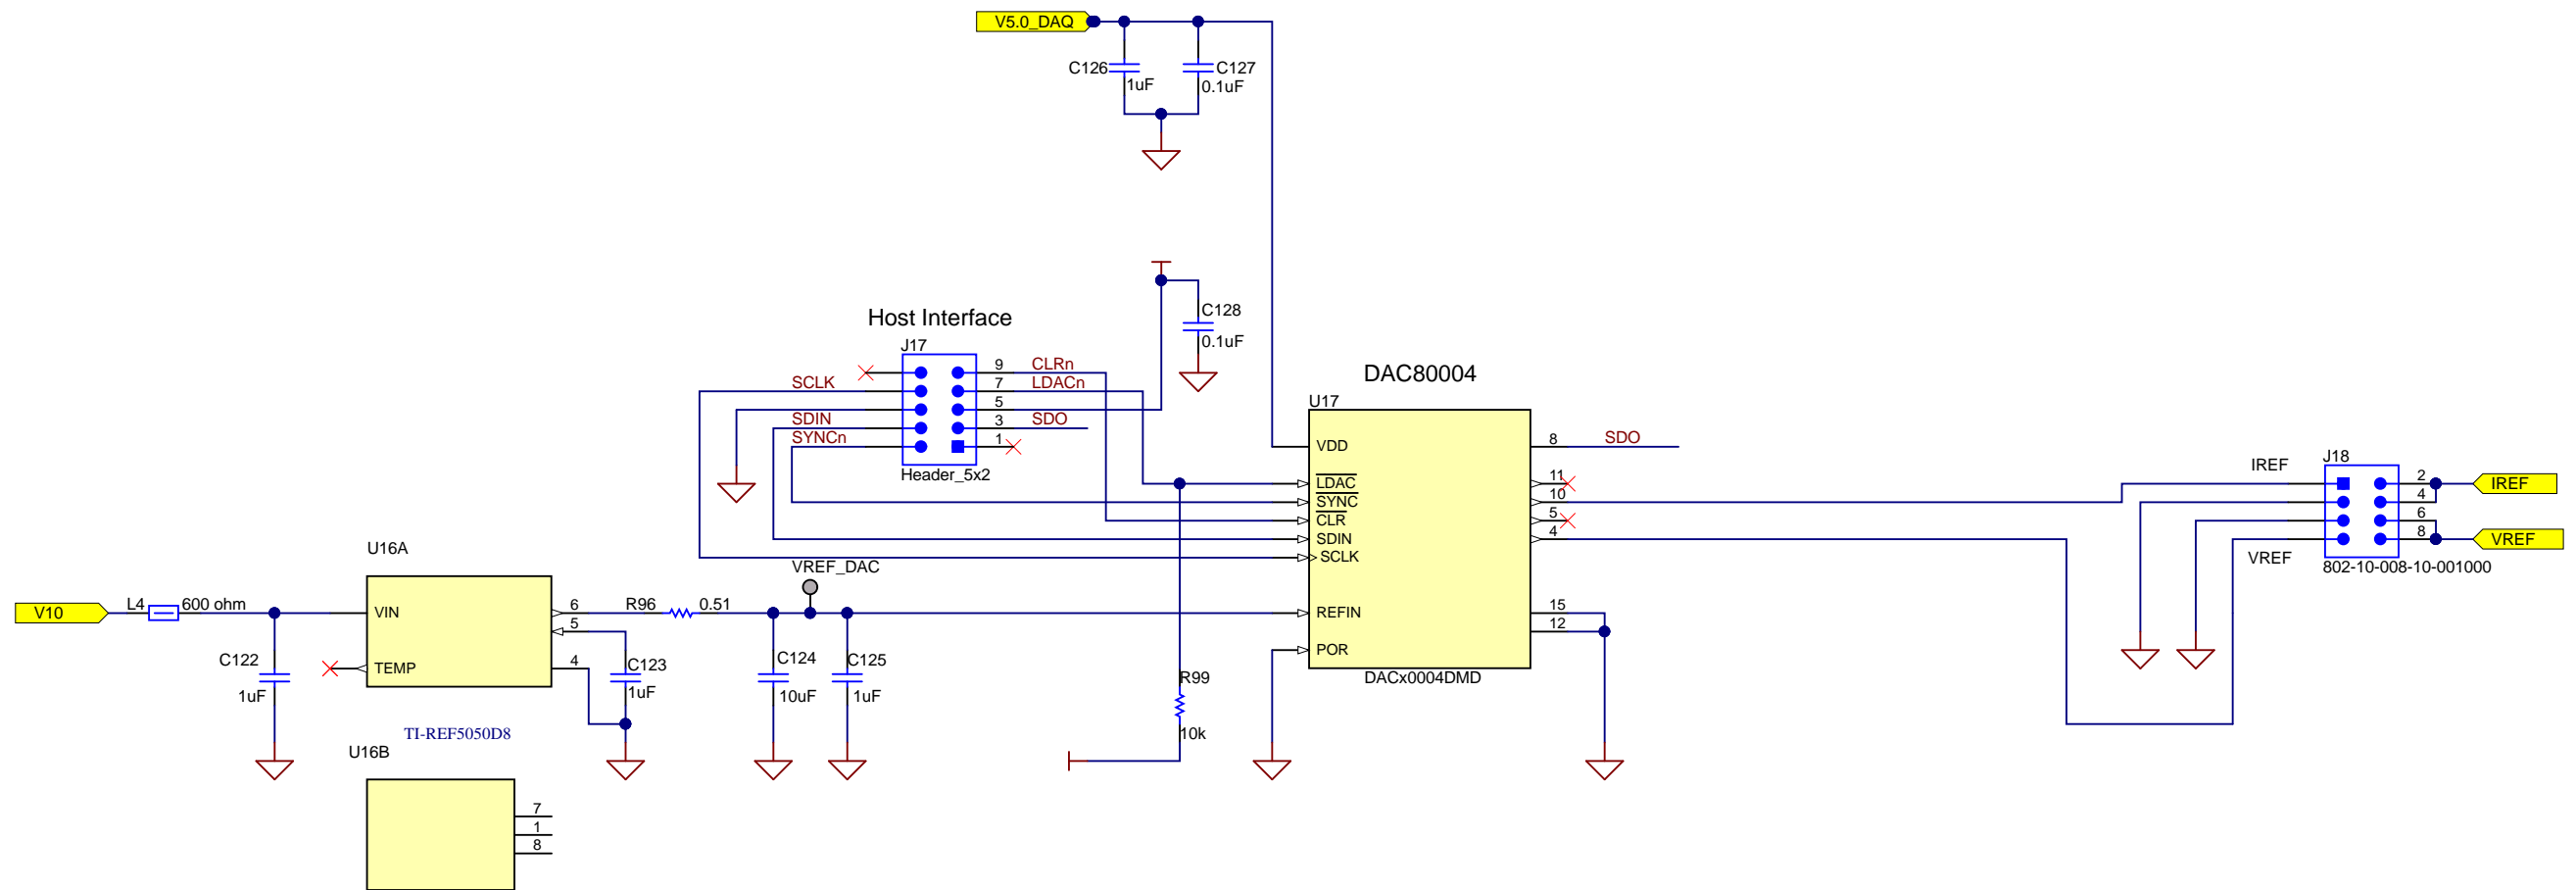 V5.0_DAQ
C126
1uF
C127
0.1uF
C128
0.1uF
Host Interface
J17
9
CLRn
SCLK
7
LDACn
5
SDIN
3
SDO
SYNCn
1
Header_5x2
DAC80004
U17
VDD
8
SDO
LDAC
11
SYNC
10
CLR
5
SDIN
4
SCLK
REFIN
15
12
POR
DACx0004DMD
J18
IREF
2
IREF
4
6
8
VREF
VREF
802-10-008-10-001000
U16A
VREF_DAC
V10
L4
600 ohm
VIN
6
R96
0.51
5
TEMP
4
C122
1uF
C123
1uF
C124
10uF
C125
1uF
R99
10k
TI-REF5050D8
U16B
7
1
8